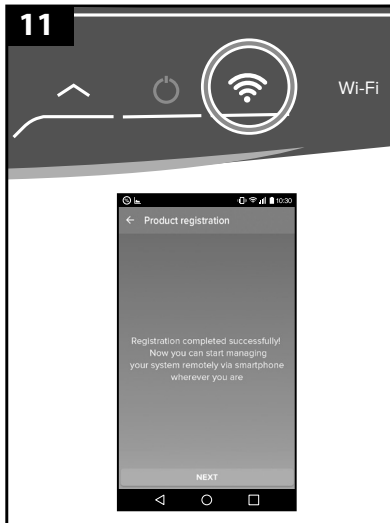 11
Wi-Fi
10:30
Product registration
Registration completed successfully!
Now you can start managing
your system remotely via smartphone
wherever you are
NEXT